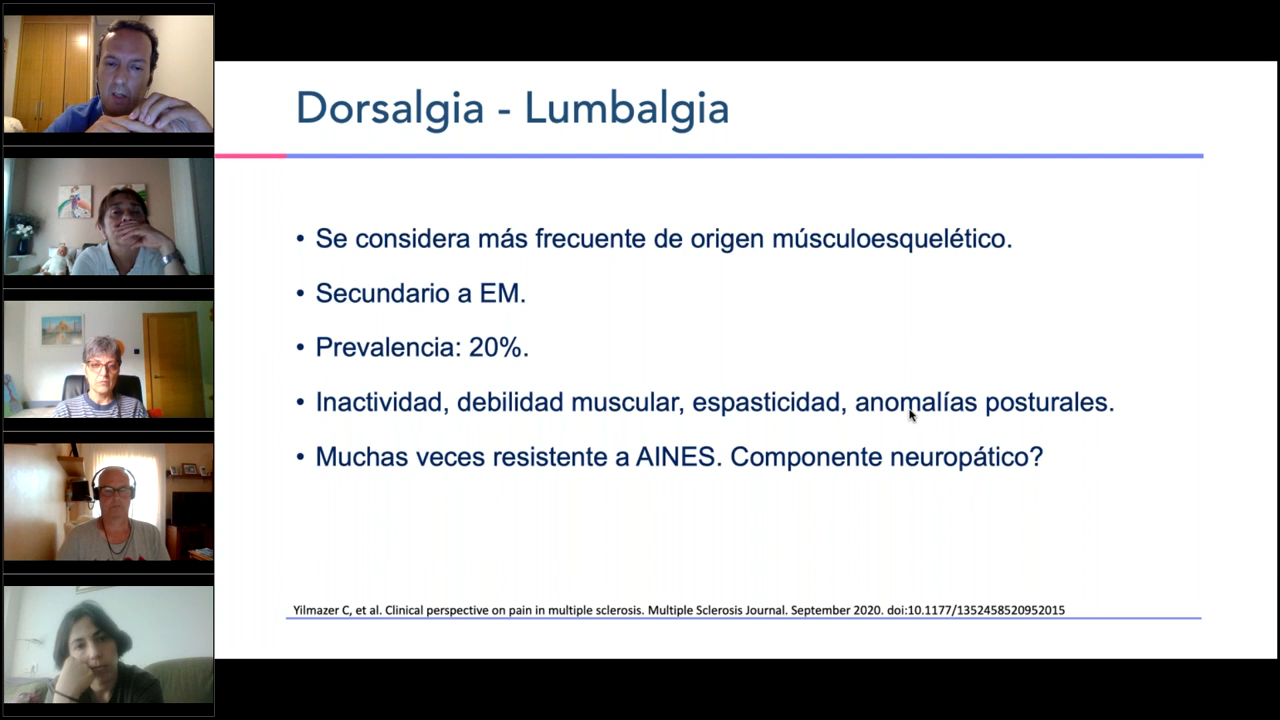 Dorsalgia - Lumbalgia
• Se considera más frecuente de origen músculoesquelético.
• Secundario a EM.
• Prevalencia: 20%.
• Inactividad, debilidad muscular, espasticidad, anomalías posturales.
• Muchas veces resistente a AINES. Componente neuropático?
Yilmazer C, et al. Clinical perspective on pain in multiple sclerosis. Multiple Sclerosis Journal. September 2020. doi:10.1177/1352458520952015